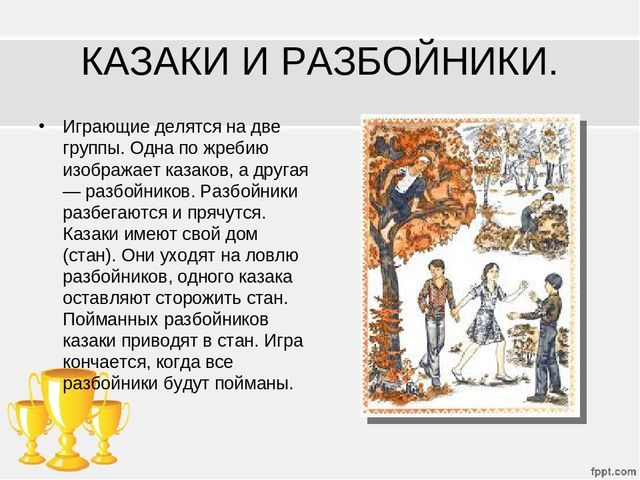 КАЗАКИ И РАЗБОЙНИКИ.
• Играющие делятся на две
группы. Одна по жребию
изображает казаков, а другая
— разбойников. Разбойники
разбегаются и прячутся.
Казаки имеют свой дом
(стан). Они уходят на ловлю
разбойников, одного казака
оставляют сторожить стан.
Пойманных разбойников
казаки приводят в стан. Игра
кончается, когда все
разбойники будут пойманы.
fppt.com